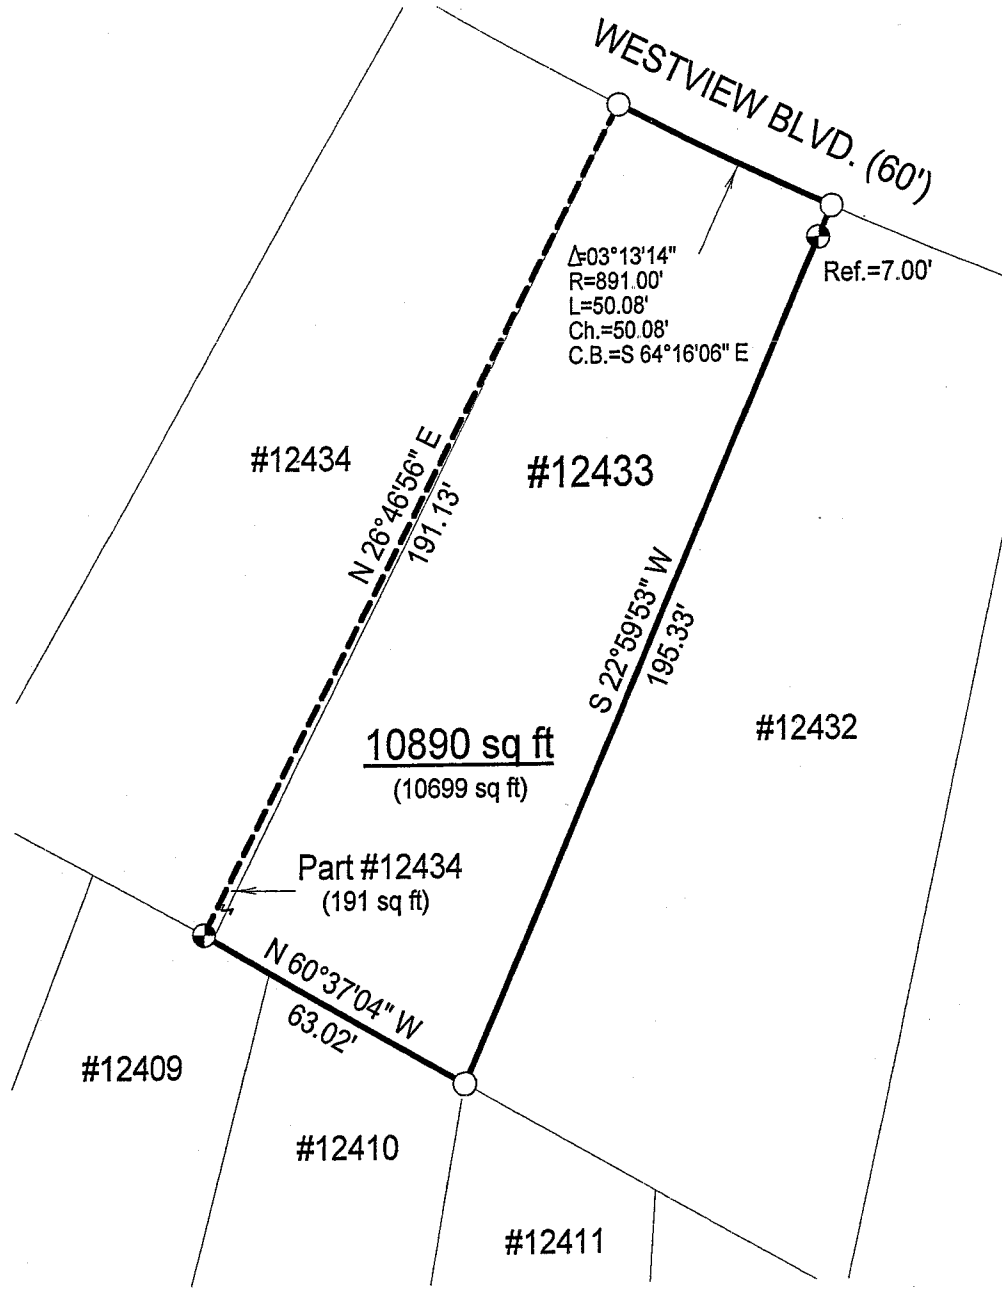 WESTVIEW BLVD. (60')
Δ=03°13'14"
R=891.00'
L=50.08'
Ch.=50.08'
C.B.=S 64°16'06" E
Ref.=7.00'
#12434
N 26°46'56" E
191.13'
#12433
S 22°59'53" W
195.33'
#12432
10890 sq ft
(10699 sq ft)
Part #12434
(191 sq ft)
N 60°37'04" W
63.02'
#12409
#12410
#12411